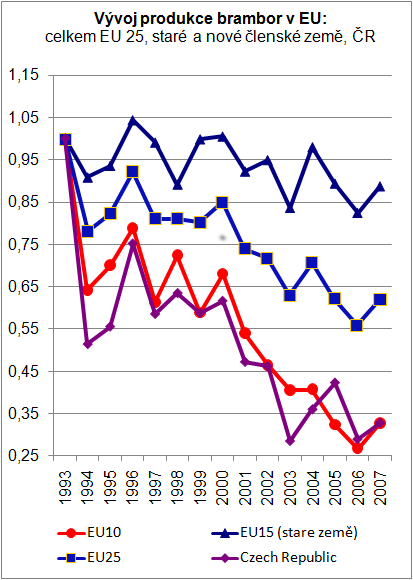 Vývoj produkce brambor v EU:
celkem EU 25, staré a nové členské země, ČR
1,15
1,05
0,95
0,85
0,75
0,65
0,55
0,45
0,35
0,25
1993 1994 1995 1996 1997 1998 1999 2000 2001 2002 2003 2004 2005 2006 2007
EU10 EU15 (stare země)
EU25 Czech Republic